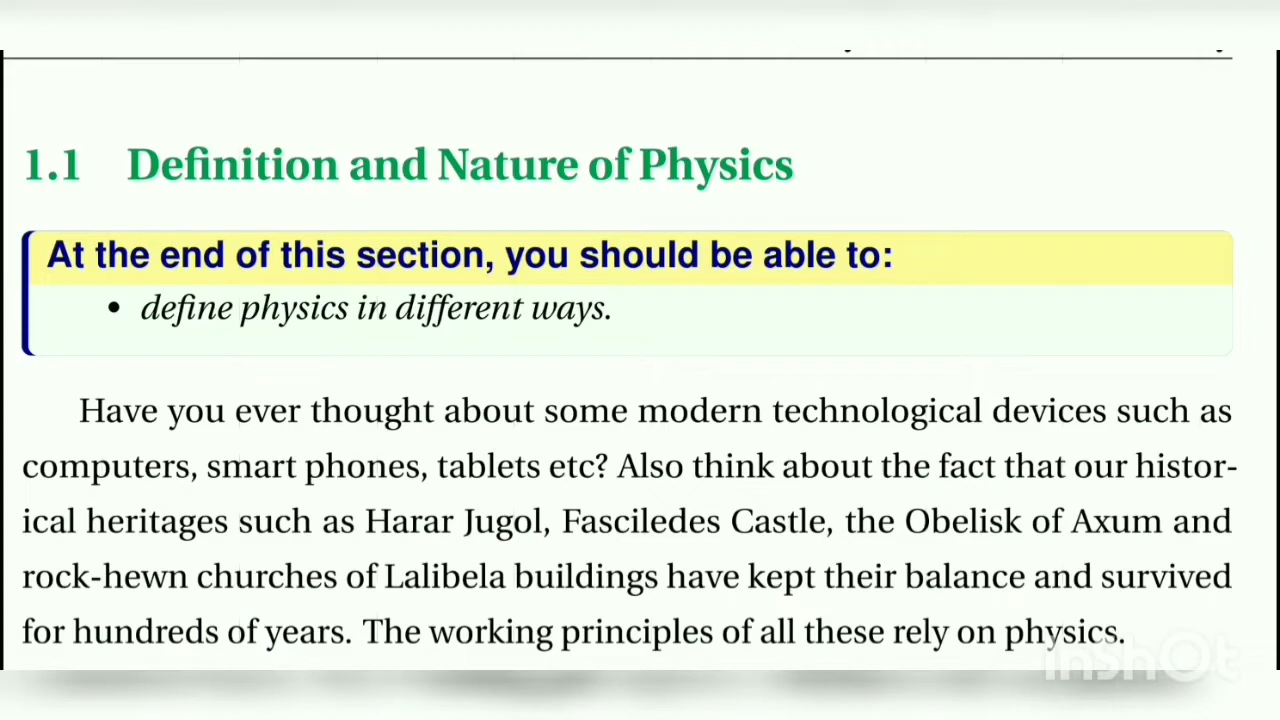 1.1 Definition and Nature of Physics
At the end of this section, you should be able to:
• define physics in different ways.
Have you ever thought about some modern technological devices such as
computers, smart phones, tablets etc? Also think about the fact that our histor-
ical heritages such as Harar Jugol, Fasciledes Castle, the Obelisk of Axum and
rock-hewn churches of Lalibela buildings have kept their balance and survived
for hundreds of years. The working principles of all these rely on physics.
InShOt